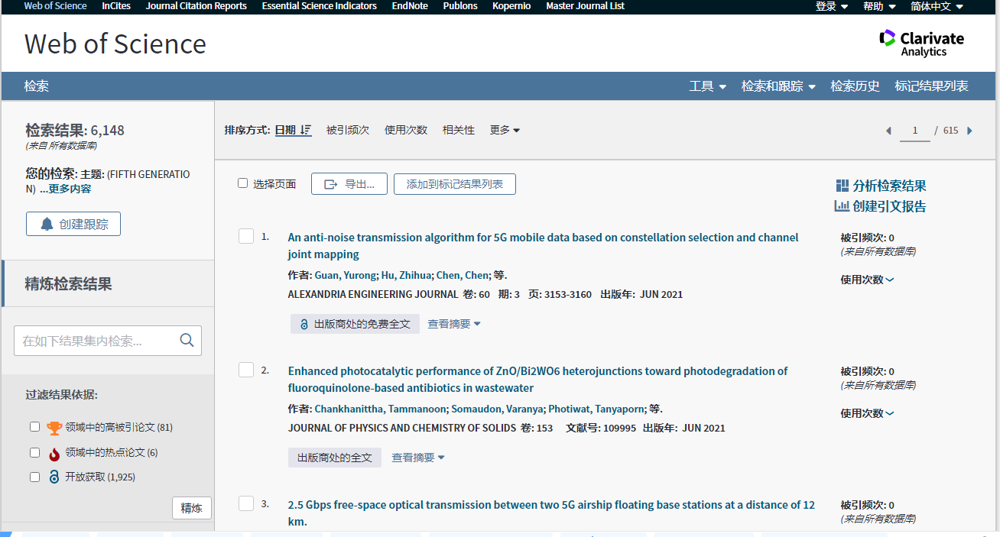 Web of Science InCites Journal Citation Reports Essential Science Indicators EndNote Publons Kopernio Master Journal List 登录 帮助 简体中文
Web of Science
Clarivate
Analytics
检索 工具 检索和跟踪 检索历史 标记结果列表
检索结果: 6,148
(来自 所有数据库)
您的检索: 主题: (FIFTH GENERATIO
N) ...更多内容
创建跟踪
精炼检索结果
在如下结果集内检索...
过滤结果依据:
领域中的高被引论文 (81)
领域中的热点论文 (6)
开放获取 (1,925)
精炼
排序方式: 日期 被引频次 使用次数 相关性 更多
1 / 615
选择页面 导出... 添加到标记结果列表
分析检索结果
创建引文报告
1. An anti-noise transmission algorithm for 5G mobile data based on constellation selection and channel
joint mapping
作者: Guan, Yurong; Hu, Zhihua; Chen, Chen; 等.
ALEXANDRIA ENGINEERING JOURNAL 卷: 60 期: 3 页: 3153-3160 出版年: JUN 2021
出版商处的免费全文 查看摘要
被引频次: 0
(来自所有数据库)
使用次数
2. Enhanced photocatalytic performance of ZnO/Bi2WO6 heterojunctions toward photodegradation of
fluoroquinolone-based antibiotics in wastewater
作者: Chankhanittha, Tammanoon; Somaudon, Varanya; Photiwat, Tanyaporn; 等.
JOURNAL OF PHYSICS AND CHEMISTRY OF SOLIDS 卷: 153 文献号: 109995 出版年: JUN 2021
出版商处的全文 查看摘要
被引频次: 0
(来自所有数据库)
使用次数
3. 2.5 Gbps free-space optical transmission between two 5G airship floating base stations at a distance of 12
km.
被引频次: 0
(来自所有数据库)